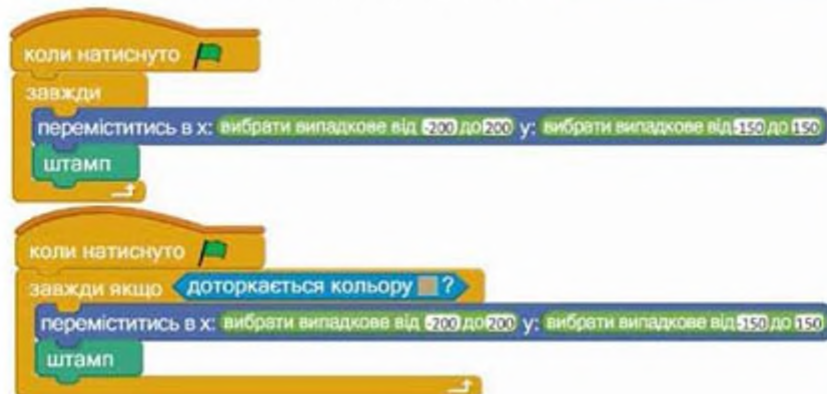 коли натиснуто
завжди
переміститись в х: вибрати випадкове від -200 до 200 у: вибрати випадкове від -150 до 150
штамп
коли натиснуто
завжди якщо доторкається кольору ?
переміститись в х: вибрати випадкове від -200 до 200 у: вибрати випадкове від -150 до 150
штамп